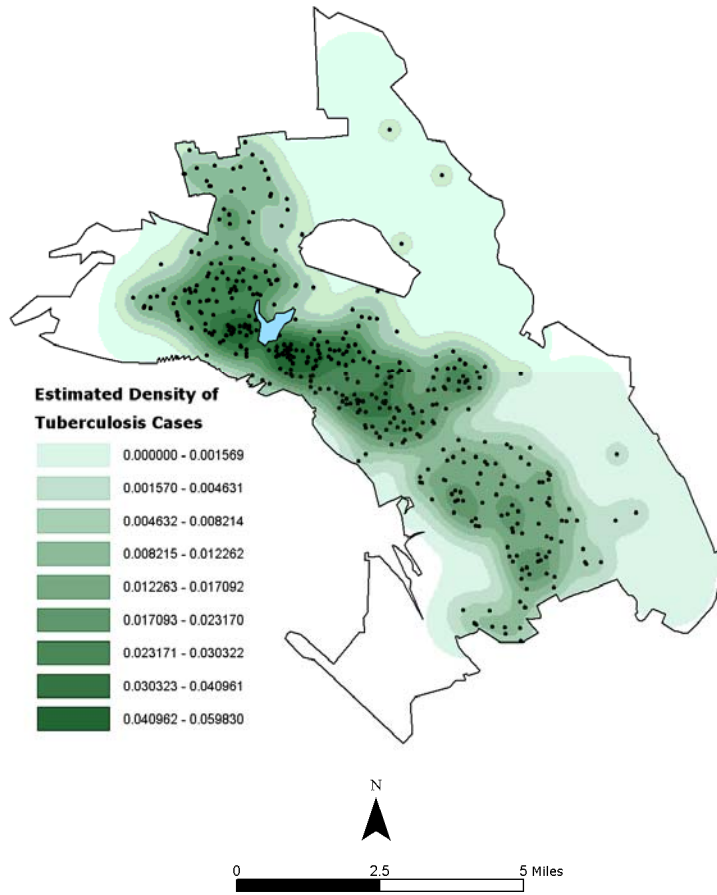 Estimated Density of
Tuberculosis Cases
0.000000 - 0.001569
0.001570 - 0.004631
0.004632 - 0.008214
0.008215 - 0.012262
0.012263 - 0.017092
0.017093 - 0.023170
0.023171 - 0.030322
0.030323 - 0.040961
0.040962 - 0.059830
N
0 2.5 5 Miles